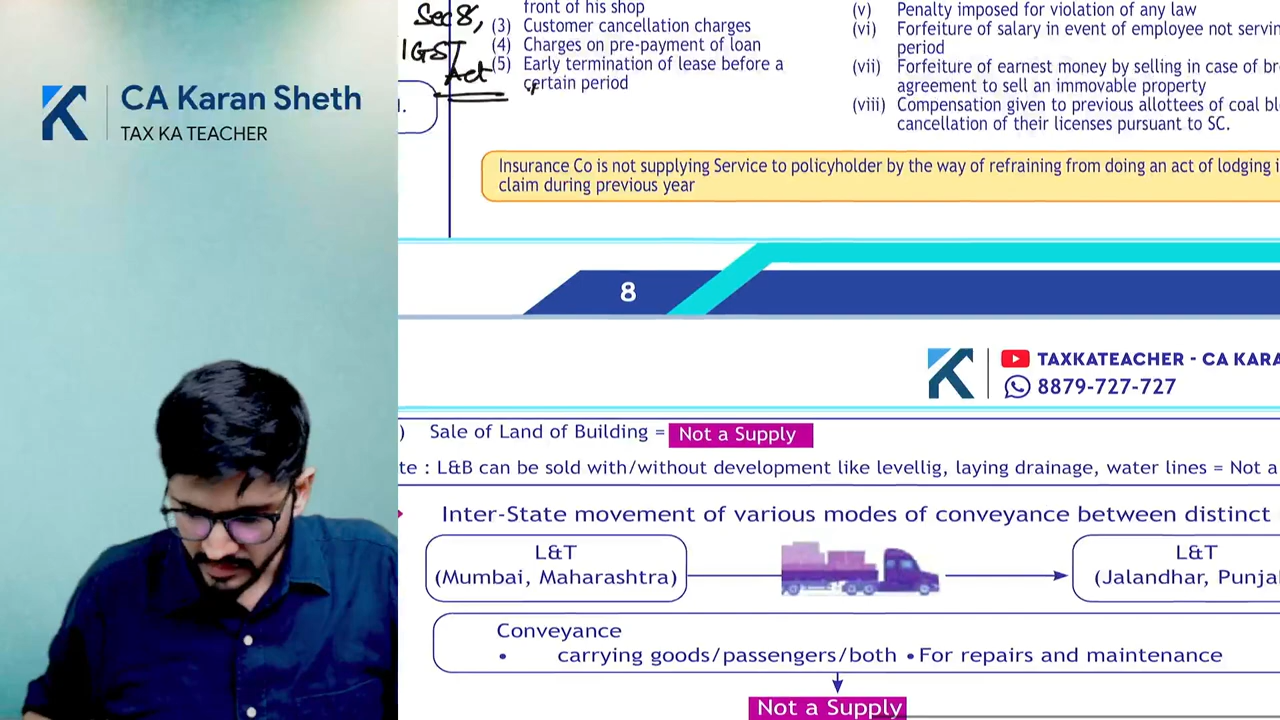 Sec 8,
IGST
Act
CA Karan Sheth
TAX KA TEACHER
1.
front of his shop
(3) Customer cancellation charges
(4) Charges on pre-payment of loan
(5) Early termination of lease before a
certain period
(v) Penalty imposed for violation of any law
(vi) Forfeiture of salary in event of employee not servin
period
(vii) Forfeiture of earnest money by selling in case of br
agreement to sell an immovable property
(viii) Compensation given to previous allottees of coal bl
cancellation of their licenses pursuant to SC.
Insurance Co is not supplying Service to policyholder by the way of refraining from doing an act of lodging i
claim during previous year
8
TAXKATEACHER - CA KARA
8879-727-727
) Sale of Land of Building = Not a Supply
te : L&B can be sold with/without development like levellig, laying drainage, water lines = Not a
Inter-State movement of various modes of conveyance between distinct
L&T
(Mumbai, Maharashtra)
L&T
(Jalandhar, Punja
Conveyance
• carrying goods/passengers/both • For repairs and maintenance
Not a Supply